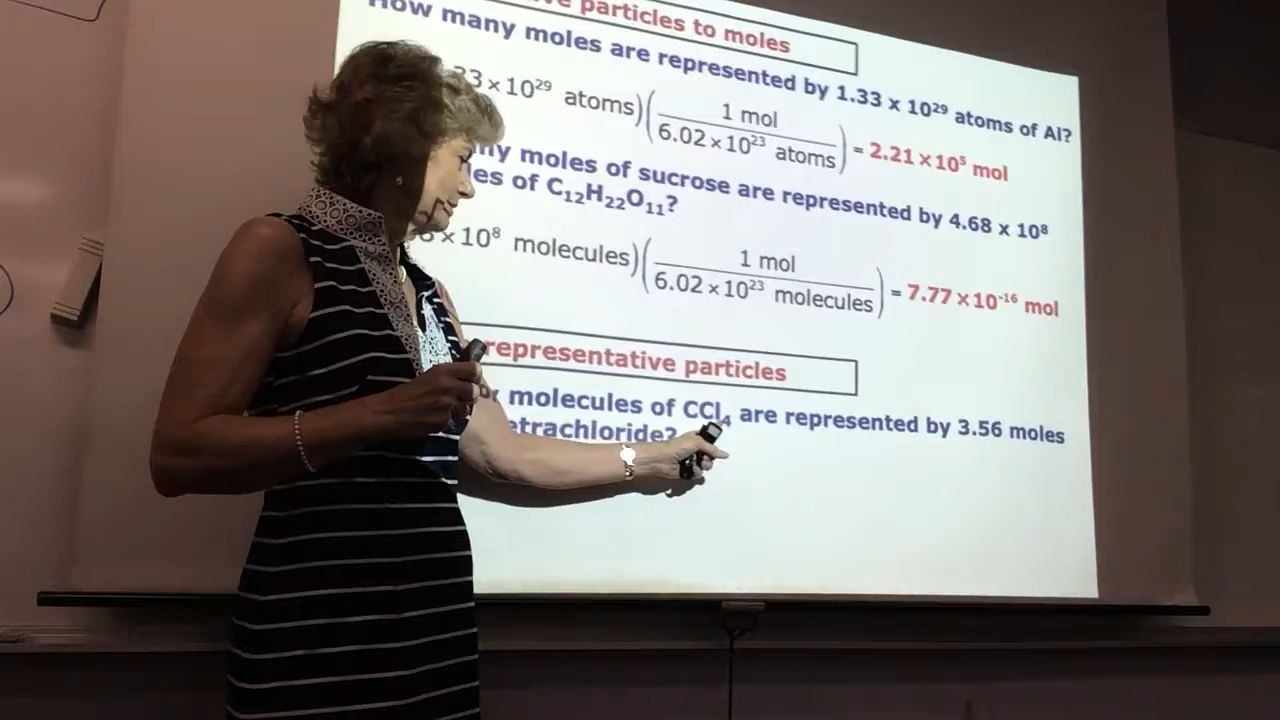 particles to moles
How many moles are represented by 1.33 x 10²⁹ atoms of Al?
33 × 10²⁹ atoms) ( 1 mol / 6.02 × 10²³ atoms ) = 2.21 × 10⁵ mol
moles of sucrose are represented by 4.68 x 10⁸
of C₁₂H₂₂O₁₁?
× 10⁸ molecules) ( 1 mol / 6.02 × 10²³ molecules ) = 7.77 × 10⁻¹⁶ mol
representative particles
molecules of CCl₄ are represented by 3.56 moles
etrachloride?